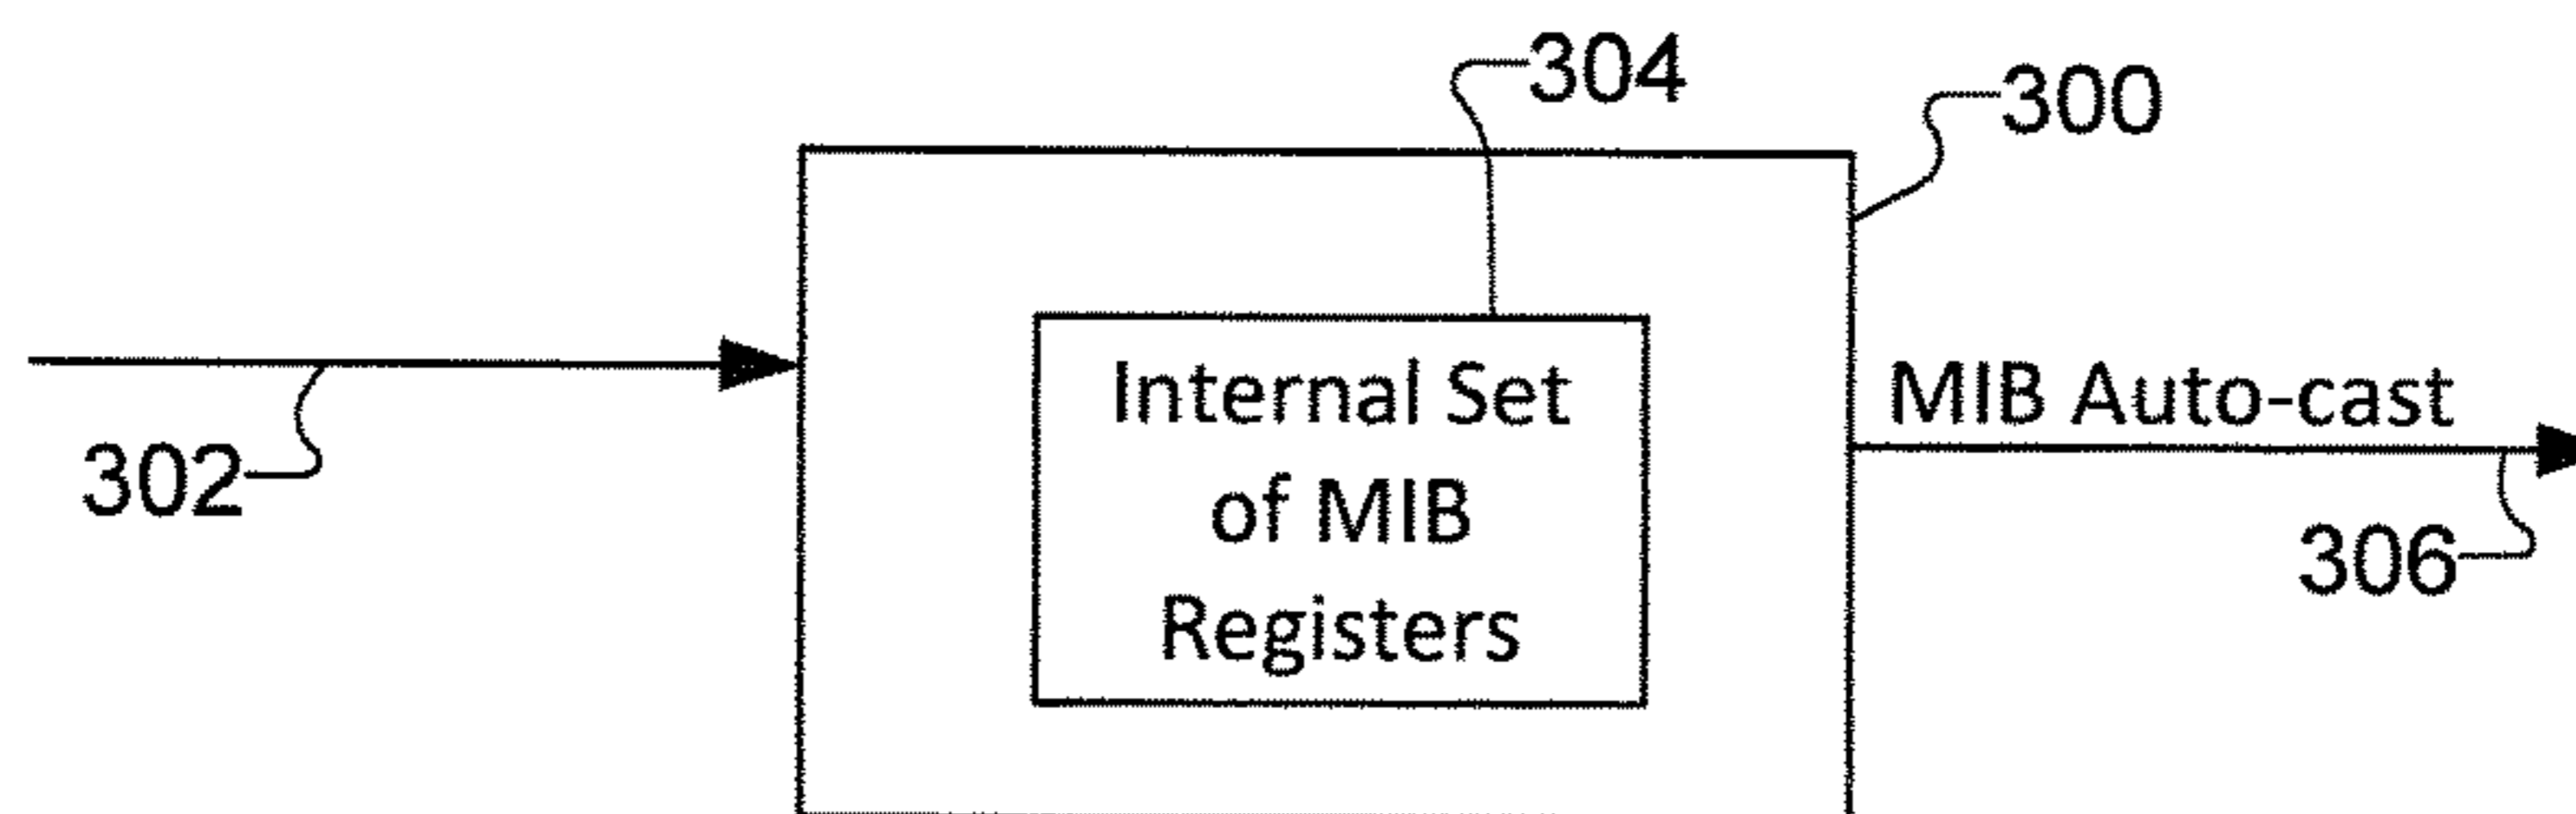 304
300
Internal Set
of MIB
Registers
MIB Auto-cast
302
306